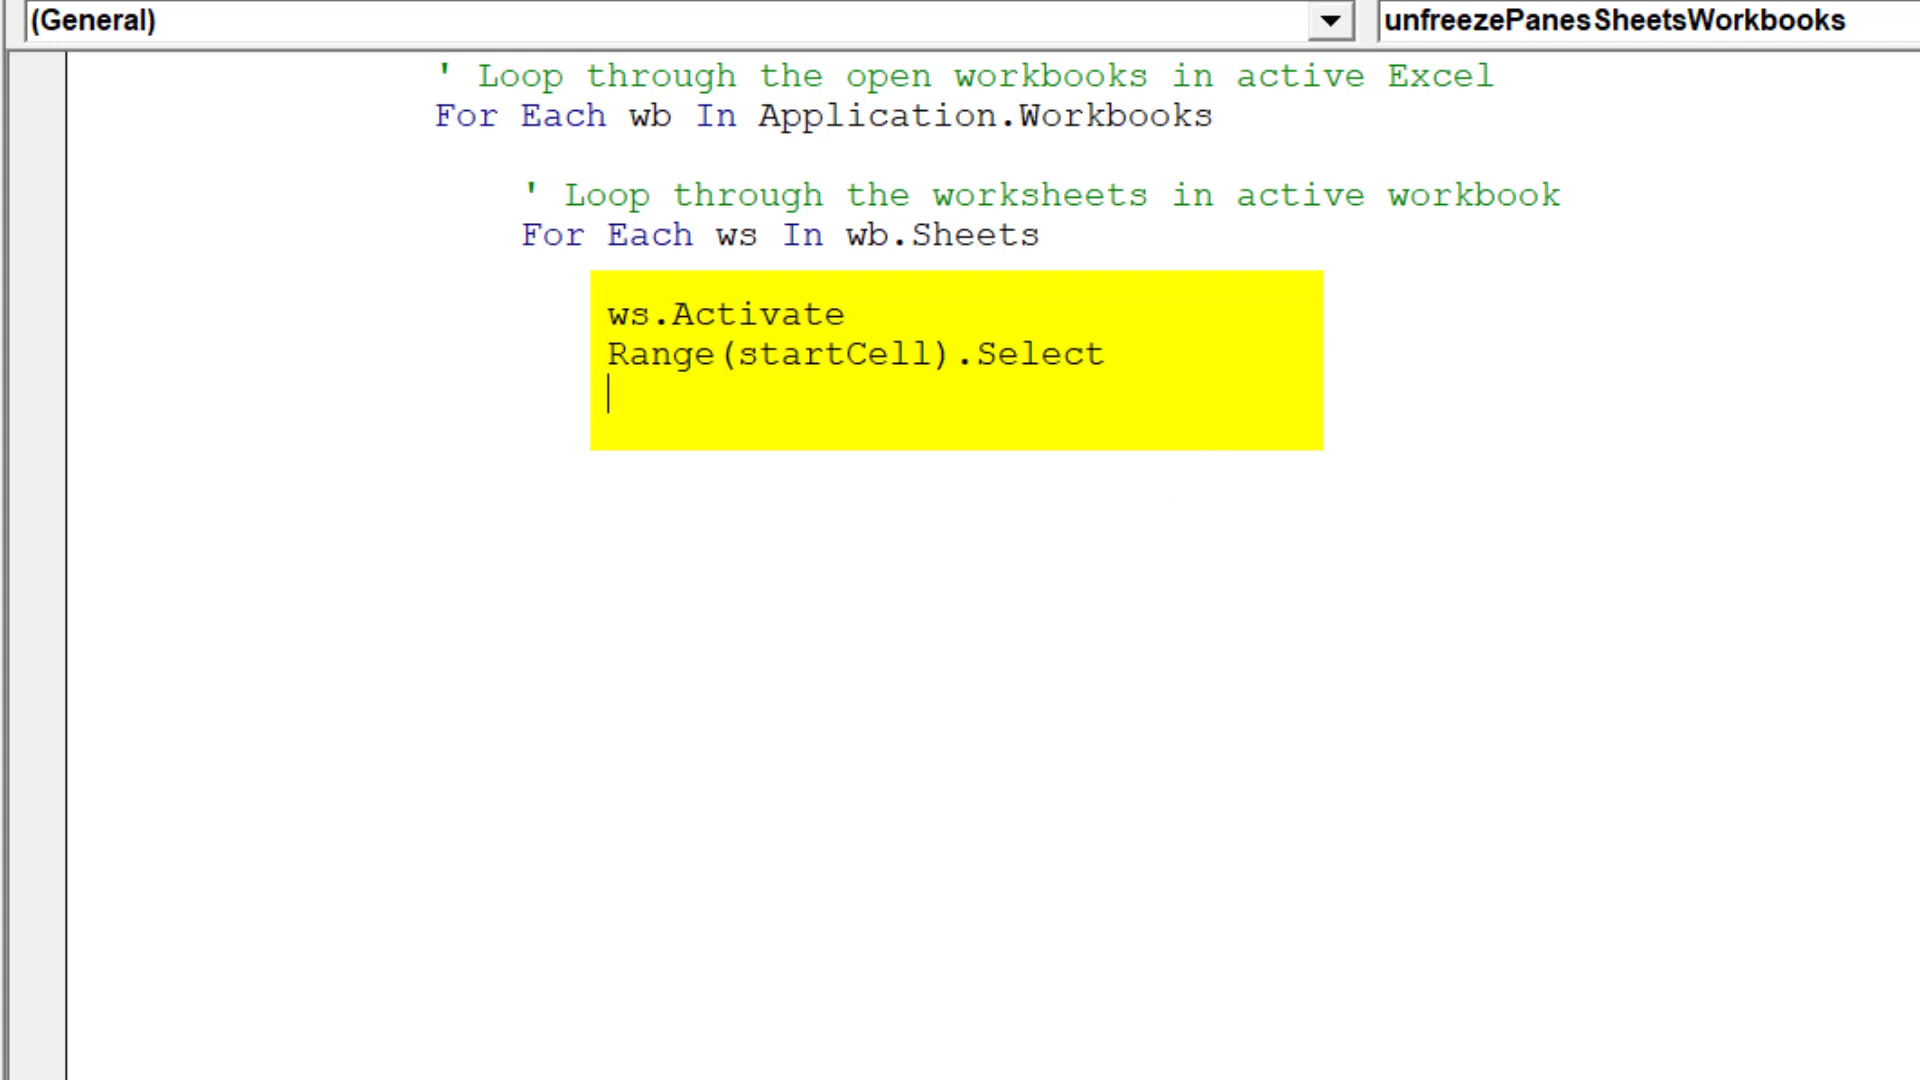 (General)
unfreezePanesSheetsWorkbooks
' Loop through the open workbooks in active Excel
For Each wb In Application.Workbooks
' Loop through the worksheets in active workbook
For Each ws In wb.Sheets
ws.Activate
Range(startCell).Select